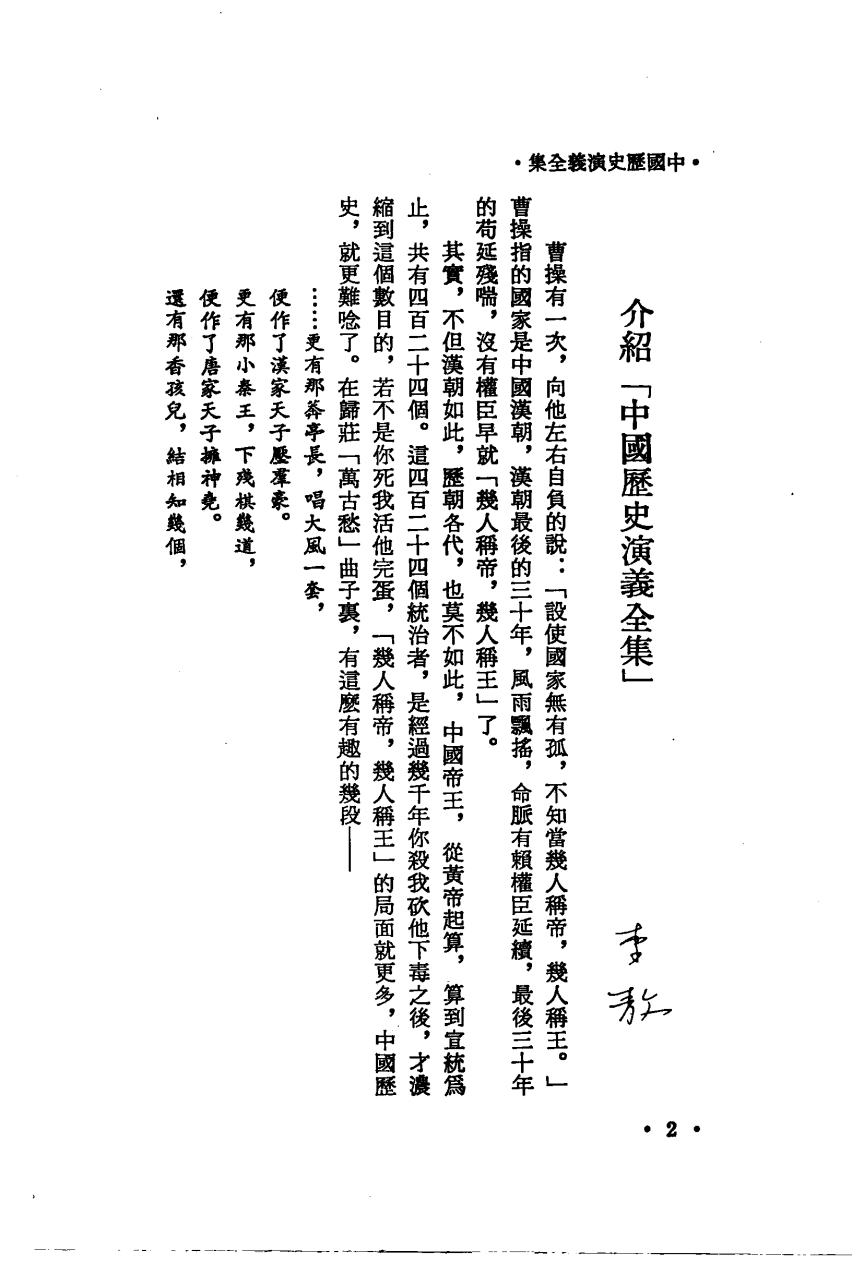 ·中國歷史演義全集·
介紹「中國歷史演義全集」
李敖
曹操有一次，向他左右自負的說：「設使國家無有孤，不知當幾人稱帝，幾人稱王。」
曹操指的國家是中國漢朝，漢朝最後的三十年，風雨飄搖，命脈有賴權臣延續，最後三十年
的苟延殘喘，沒有權臣早就「幾人稱帝，幾人稱王」了。
其實，不但漢朝如此，歷朝各代，也莫不如此，中國帝王，從黃帝起算，算到宣統爲
止，共有四百二十四個。這四百二十四個統治者，是經過幾千年你殺我砍他下毒之後，才濃
縮到這個數目的，若不是你死我活他完蛋，「幾人稱帝，幾人稱王」的局面就更多，中國歷
史，就更難唸了。在歸莊「萬古愁」曲子裏，有這麼有趣的幾段——
……更有那莽亭長，唱大風一套，
便作了漢家天子壓羣豪。
更有那小秦王，下殘棋幾道，
便作了唐家天子擁神堯。
還有那香孩兒，結相知幾個，
·2·